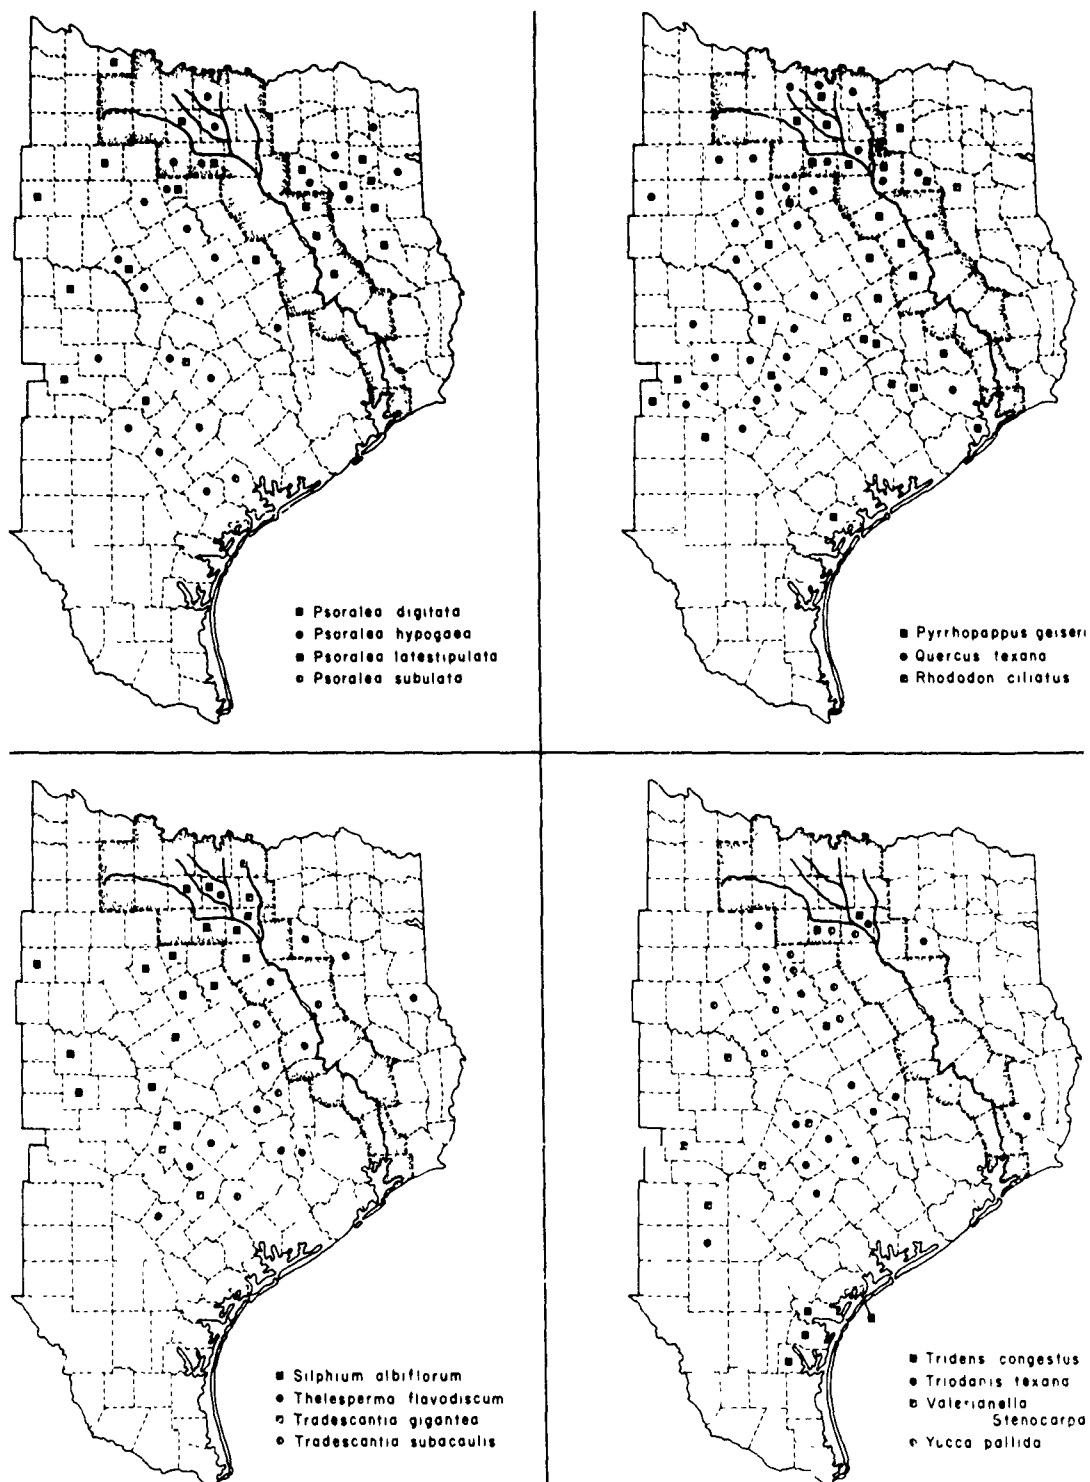 Psoralea digitata
Psoralea hypogaea
Psoralea latestipulata
Psoralea subulata
Pyrrhopappus geiseri
Quercus texana
Rhododon ciliatus
Silphium albiflorum
Thelesperma flavodiscum
Tradescantia gigantea
Tradescantia subacaulis
Tridens congestus
Triodanis texana
Valerianella
Stenocarpa
Yucca pallida